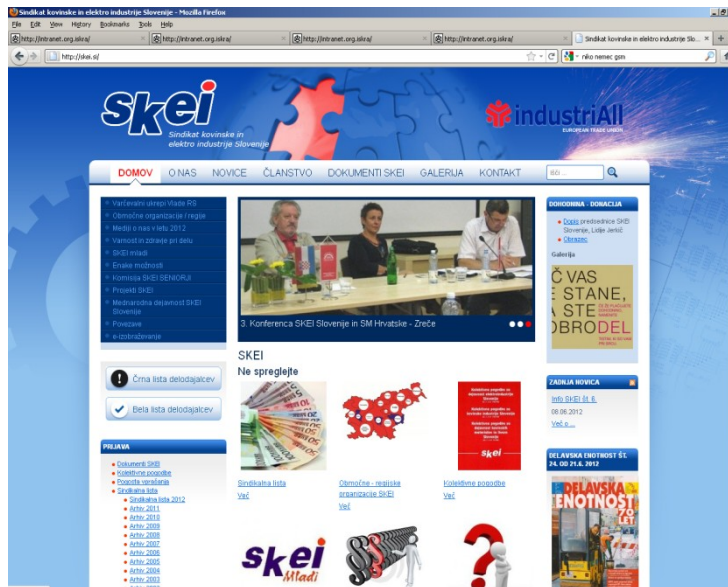 Sindikat kovinske in elektro industrije Slovenije - Mozilla Firefox
File Edit View History Bookmarks Tools Help
http://intranet.org.iskra/
http://intranet.org.iskra/
http://intranet.org.iskra/
http://intranet.org.iskra/
Sindikat kovinske in elektro industrije Slo...
http://skei.si/
niko nemec gsm
skei
Sindikat kovinske in
elektro industrije Slovenije
industriAll
EUROPEAN TRADE UNION
DOMOV O NAS NOVICE ČLANSTVO DOKUMENTI SKEI GALERIJA KONTAKT
išči ...
Varčevalni ukrepi Vlade RS
Območne organizacije / regije
Mediji o nas v letu 2012
Varnost in zdravje pri delu
SKEI mladi
Enake možnosti
Komisija SKEI SENIORJI
Projekti SKEI
Mednarodna dejavnost SKEI
Slovenije
Povezave
e-izobraževanje
Črna lista delodajalcev
Bela lista delodajalcev
PRIJAVA
Dokumenti SKEI
Kolektivne pogodbe
Pogosta vprašanja
Sindikalna lista
Sindikalna lista 2012
Arhiv 2011
Arhiv 2010
Arhiv 2009
Arhiv 2008
Arhiv 2007
Arhiv 2006
Arhiv 2005
Arhiv 2004
Arhiv 2003
3. Konferenca SKEI Slovenije in SM Hrvatske - Zreče
SKEI
Ne spreglejte
Sindikalna lista
Več
Območne - regijske
organizacije SKEI
Več
skei
Kolektivne pogodbe
Več
skei
Mladi
DOHODNINA - DONACIJA
Dopis predsednice SKEI
Slovenije, Lidije Jerkič
Obrazec
Galerija
Č VAS
E STANE,
A STE
DBRODEL
ZADNJA NOVICA
Info SKEI št. 8.
08.06.2012
Več o ...
DELAVSKA ENOTNOST ŠT.
24. OD 21.6. 2012
DELAVSKA
ENOTNOST
70
LET